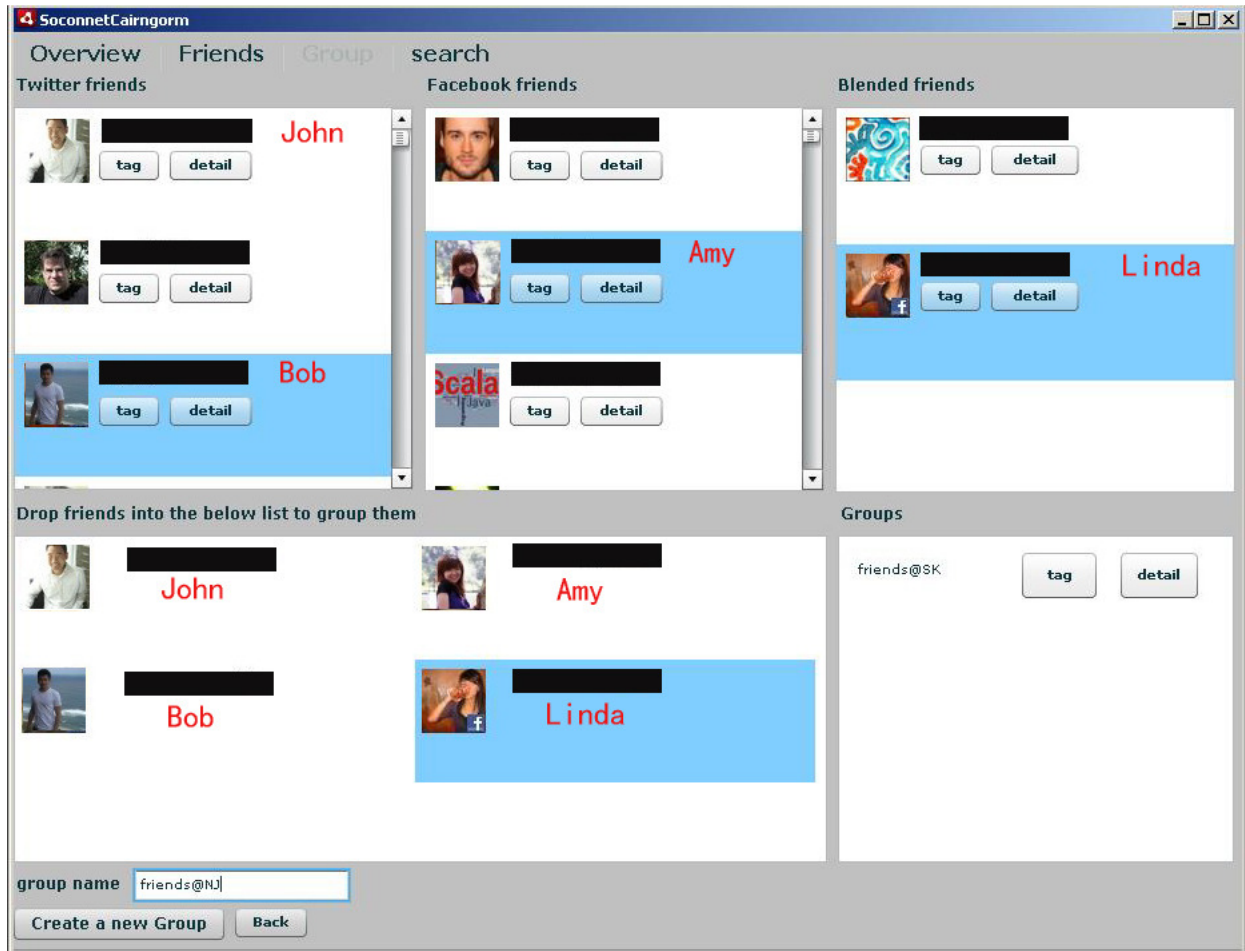 SoconnetCairngorm
Overview Friends Group search
Twitter friends
Facebook friends
Blended friends
John
tag detail
tag detail
Bob
tag detail
tag detail
Amy
tag detail
Scala
Java
tag detail
tag detail
Linda
tag detail
Drop friends into the below list to group them
John
Amy
Bob
Linda
Groups
friends@SK tag detail
group name friends@NJ
Create a new Group Back